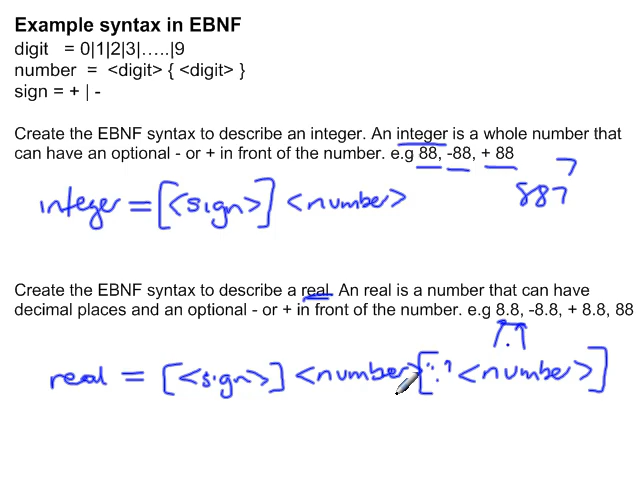 Example syntax in EBNF
digit = 0|1|2|3|.....|9
number = <digit> { <digit> }
sign = + | -
Create the EBNF syntax to describe an integer. An integer is a whole number that
can have an optional - or + in front of the number. e.g 88, -88, + 88
7
887
integer = [<sign>] <number>
Create the EBNF syntax to describe a real. An real is a number that can have
decimal places and an optional - or + in front of the number. e.g 8.8, -8.8, + 8.8, 88
7.7
real = [<sign>] <number> ['.' <number>]